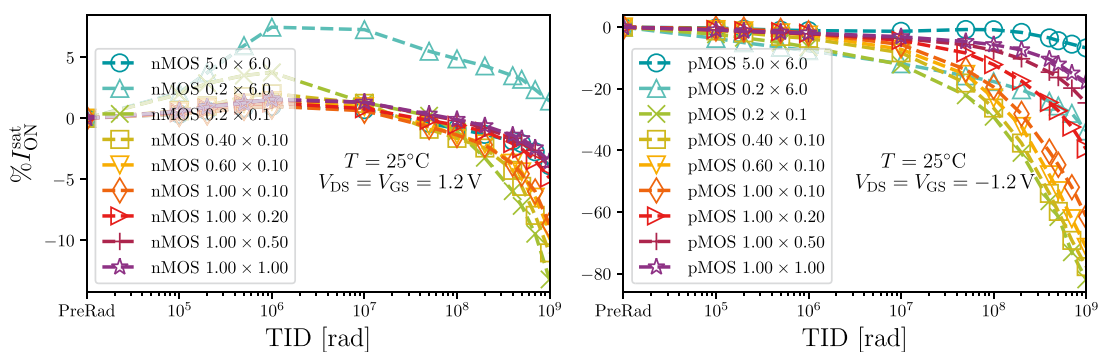 %I_ON^sat
5
0
−5
−10
nMOS 5.0 × 6.0
nMOS 0.2 × 6.0
nMOS 0.2 × 0.1
nMOS 0.40 × 0.10
nMOS 0.60 × 0.10
nMOS 1.00 × 0.10
nMOS 1.00 × 0.20
nMOS 1.00 × 0.50
nMOS 1.00 × 1.00
T = 25°C
V_DS = V_GS = 1.2 V
PreRad 10^5 10^6 10^7 10^8 10^9
TID [rad]
0
−20
−40
−60
−80
pMOS 5.0 × 6.0
pMOS 0.2 × 6.0
pMOS 0.2 × 0.1
pMOS 0.40 × 0.10
pMOS 0.60 × 0.10
pMOS 1.00 × 0.10
pMOS 1.00 × 0.20
pMOS 1.00 × 0.50
pMOS 1.00 × 1.00
T = 25°C
V_DS = V_GS = −1.2 V
PreRad 10^5 10^6 10^7 10^8 10^9
TID [rad]